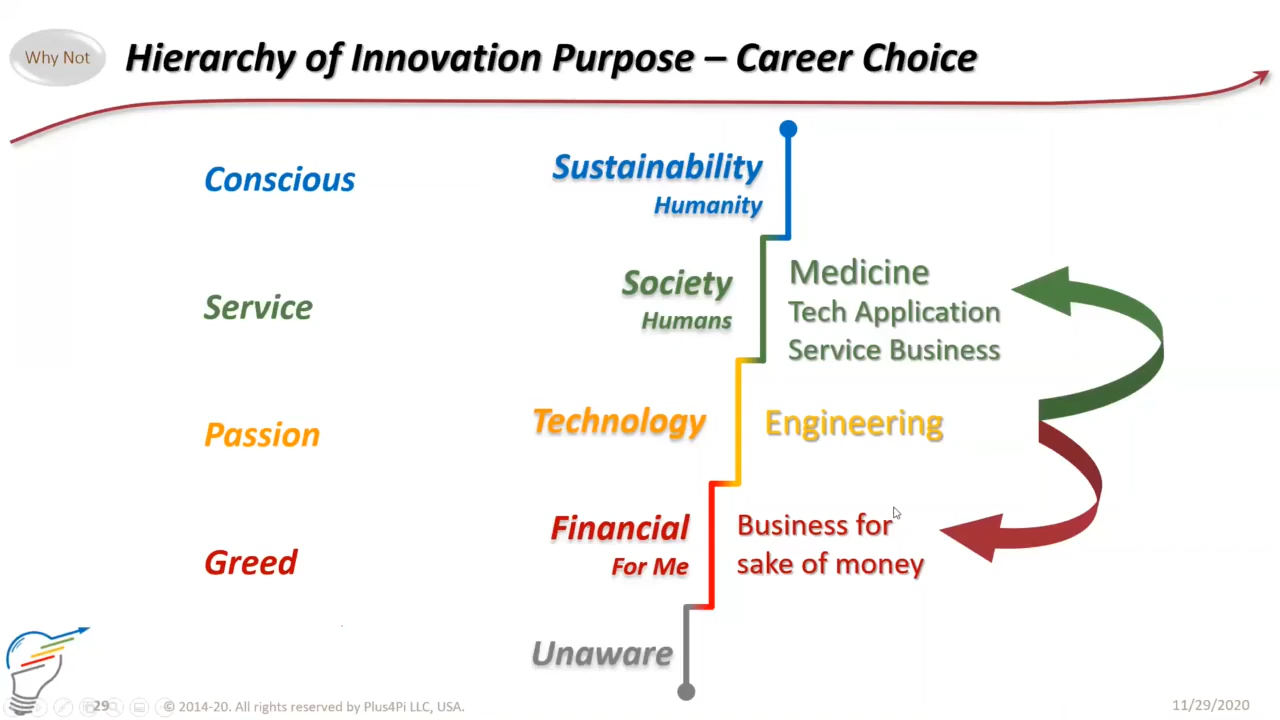 Why Not
Hierarchy of Innovation Purpose – Career Choice
Conscious
Sustainability
Humanity
Service
Society
Humans
Medicine
Tech Application
Service Business
Passion
Technology
Engineering
Greed
Financial
For Me
Business for
sake of money
Unaware
29
© 2014-20. All rights reserved by Plus4Pi LLC, USA.
11/29/2020